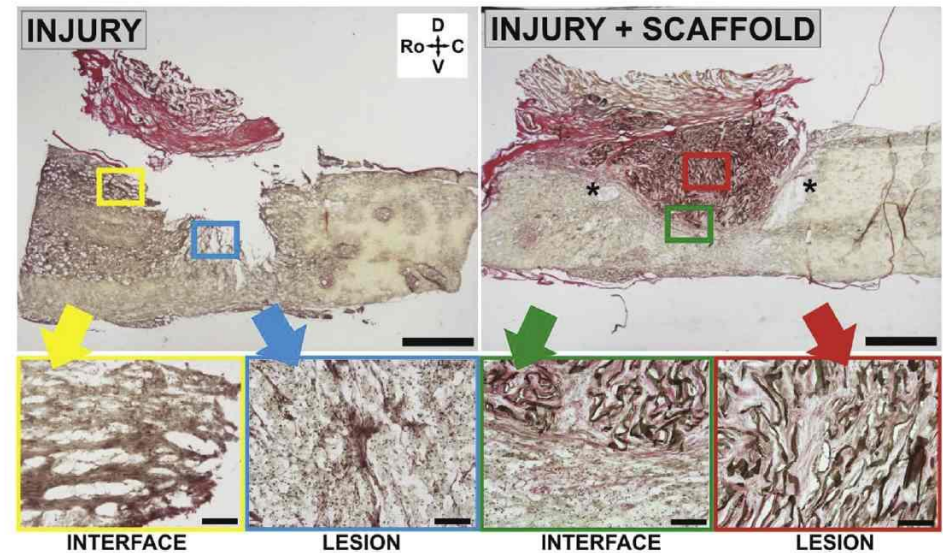 INJURY
D
Ro C
V
INJURY + SCAFFOLD
*
*
INTERFACE
LESION
INTERFACE
LESION